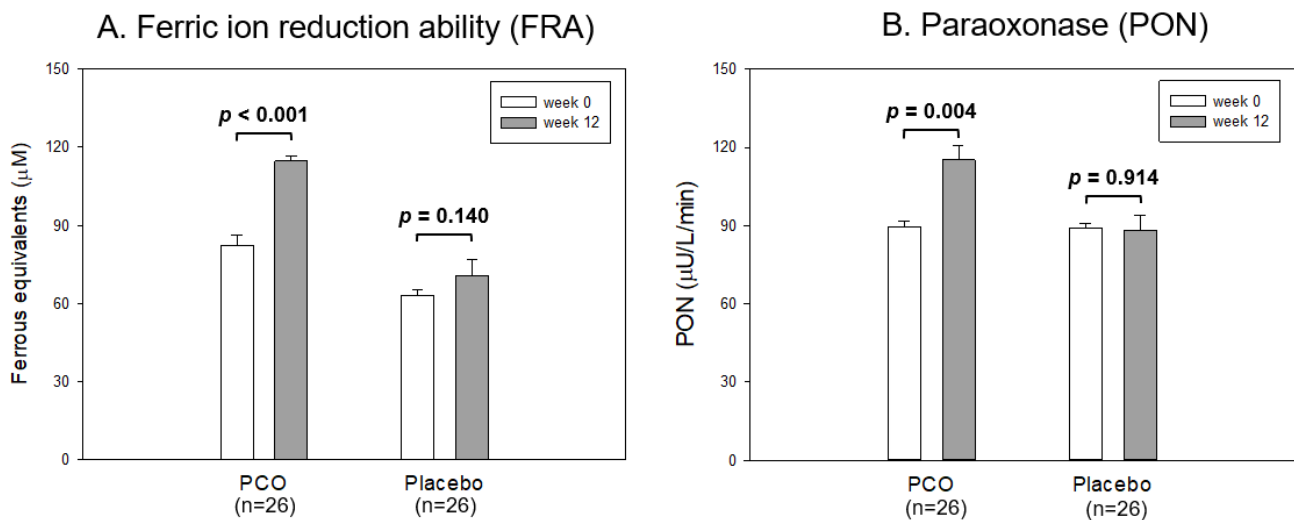 A. Ferric ion reduction ability (FRA)
150
120
90
60
30
0
Ferrous equivalents (μM)
week 0
week 12
p < 0.001
p = 0.140
PCO
(n=26)
Placebo
(n=26)
B. Paraoxonase (PON)
150
120
90
60
30
0
PON (μU/L/min)
week 0
week 12
p = 0.004
p = 0.914
PCO
(n=26)
Placebo
(n=26)